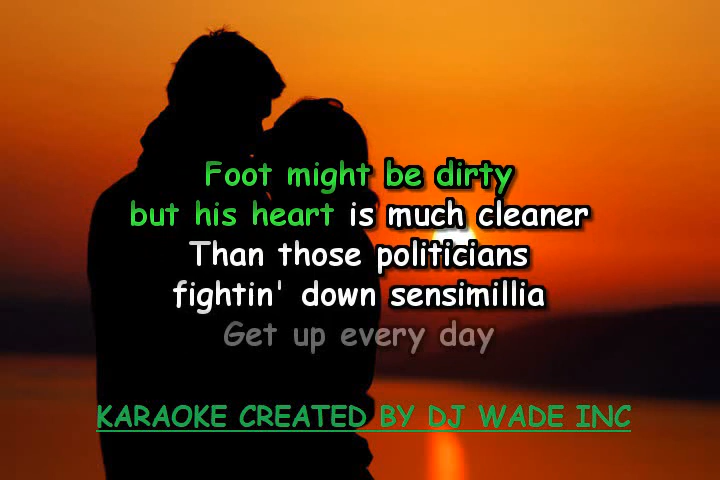 Foot might be dirty
but his heart is much cleaner
Than those politicians
fightin' down sensimillia
Get up every day
KARAOKE CREATED BY DJ WADE INC